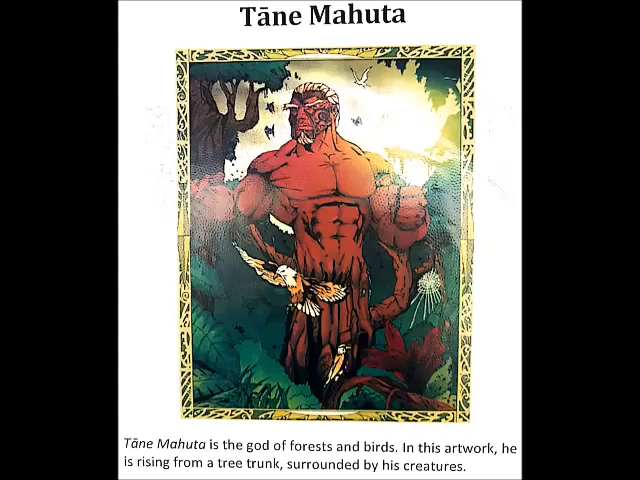 Tāne Mahuta
Tāne Mahuta is the god of forests and birds. In this artwork, he
is rising from a tree trunk, surrounded by his creatures.